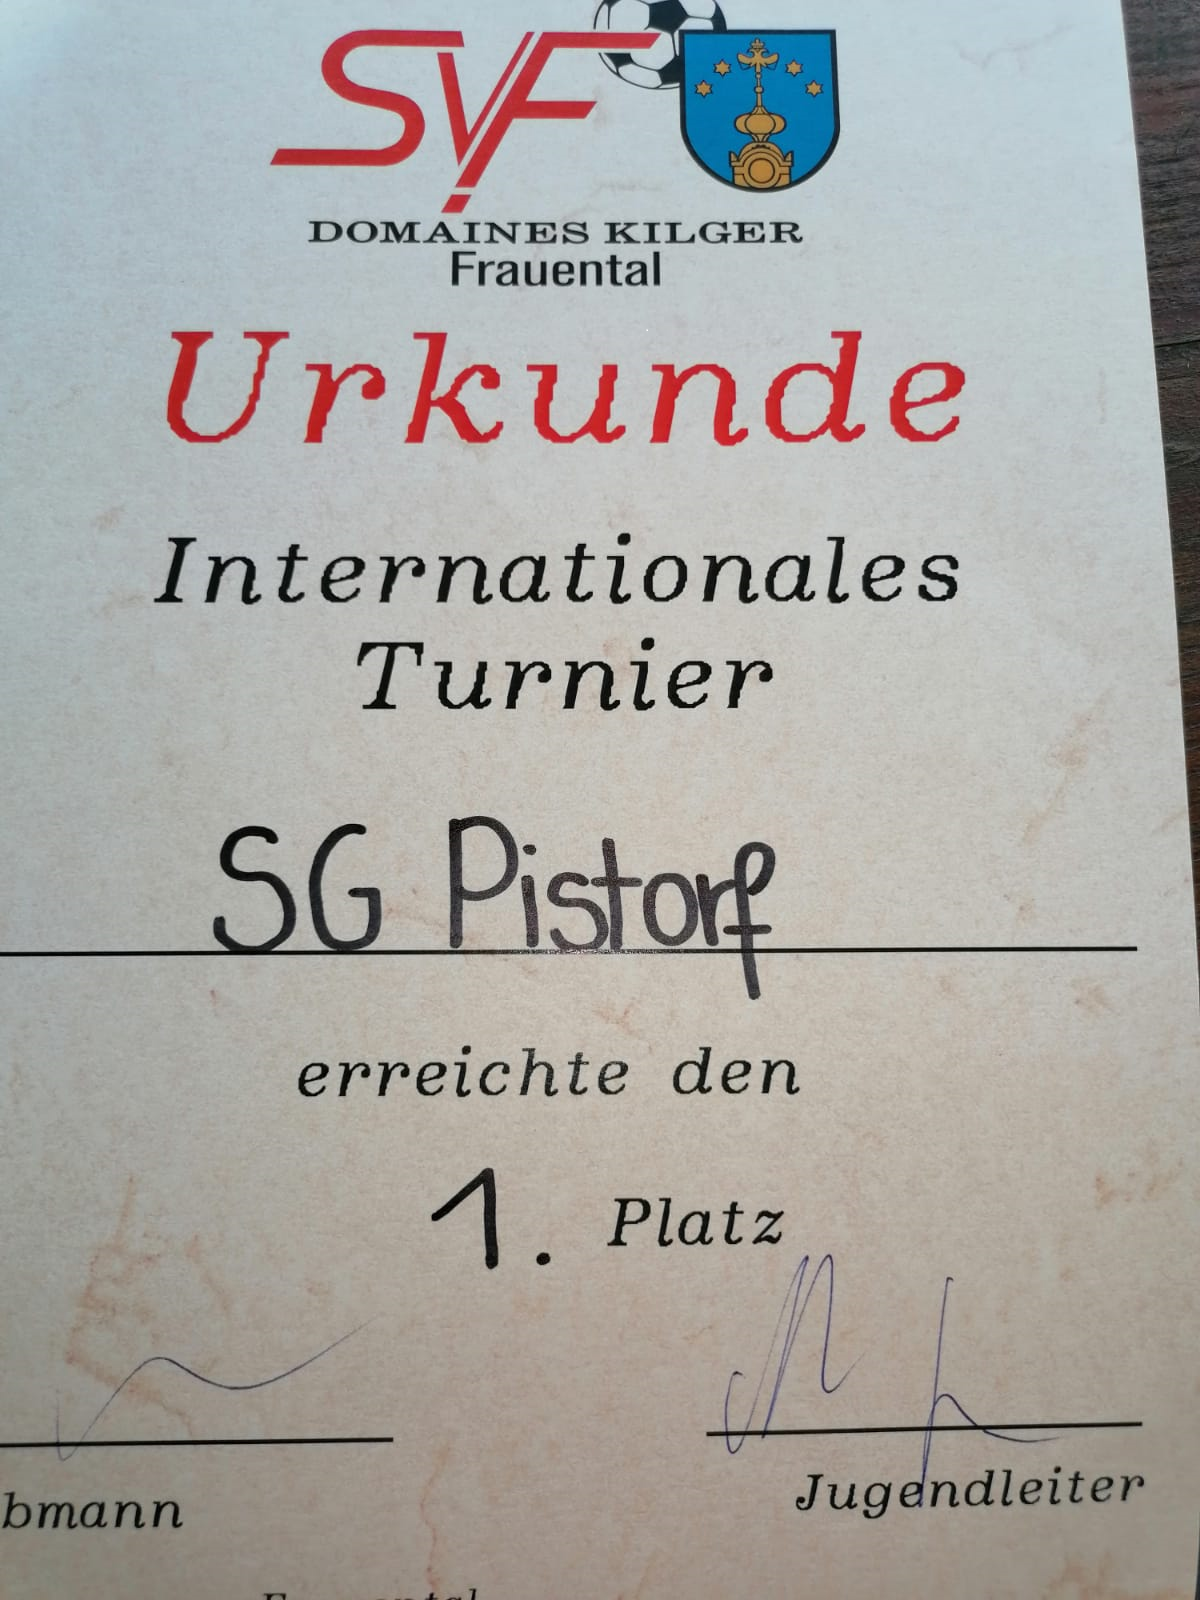 SVF
DOMAINES KILGER
Frauental
Urkunde
Internationales
Turnier
SG Pistorf
erreichte den
1. Platz
bmann Jugendleiter